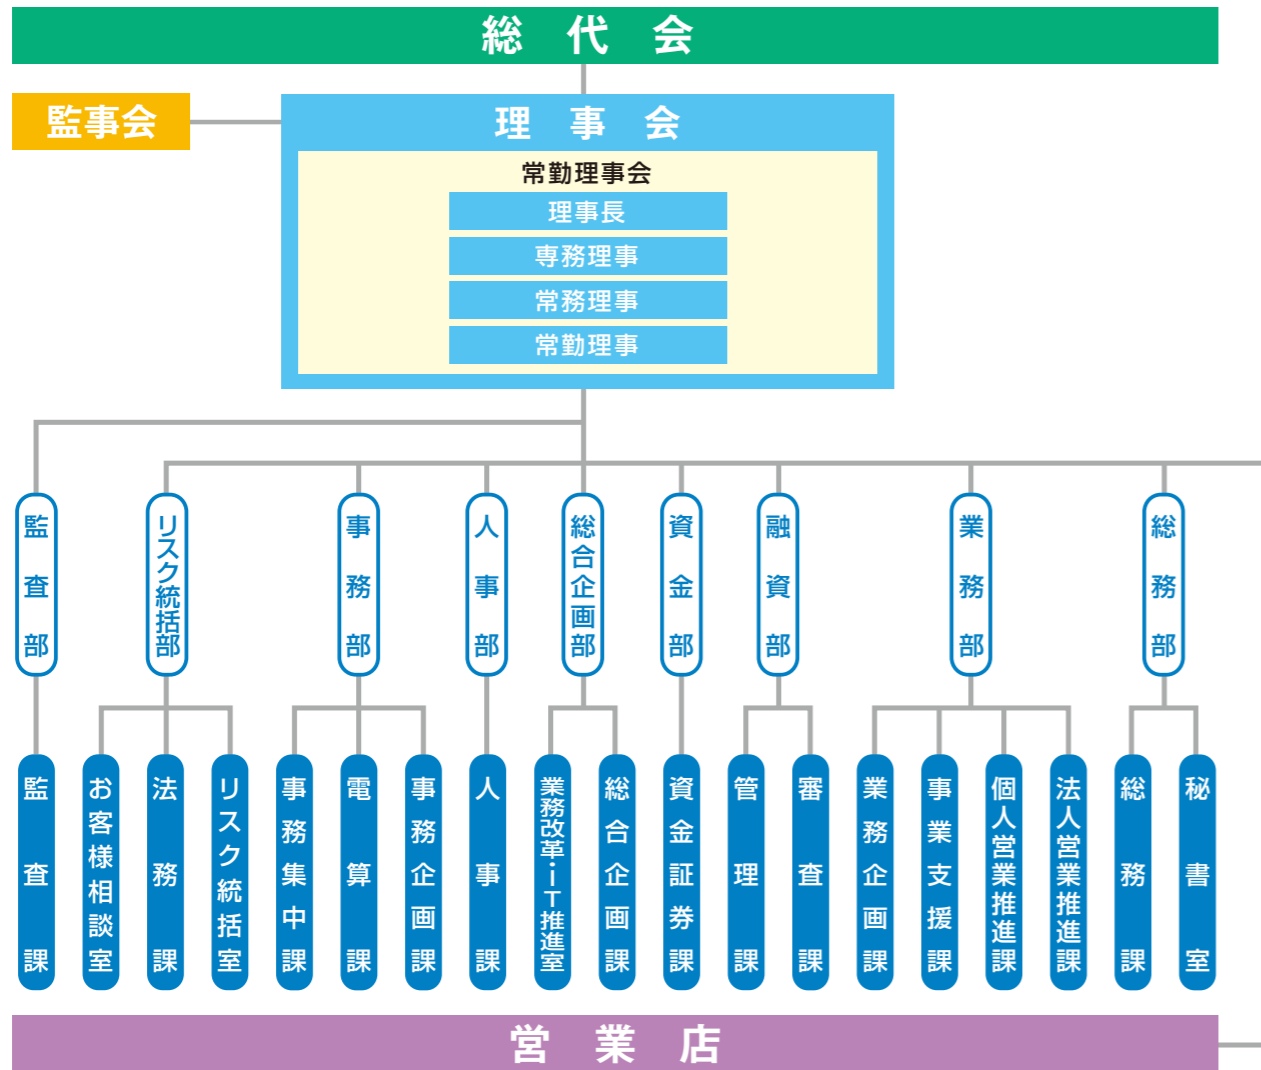 総代会
監事会
理事会
常勤理事会
理事長
専務理事
常務理事
常勤理事
監査部
リスク統括部
事務部
人事部
総合企画部
資金部
融資部
業務部
総務部
監査課
お客様相談室
法務課
リスク統括室
事務集中課
電算課
事務企画課
人事課
業務改革・iT推進室
総合企画課
資金証券課
管理課
審査課
業務企画課
事業支援課
個人営業推進課
法人営業推進課
総務課
秘書室
営業店